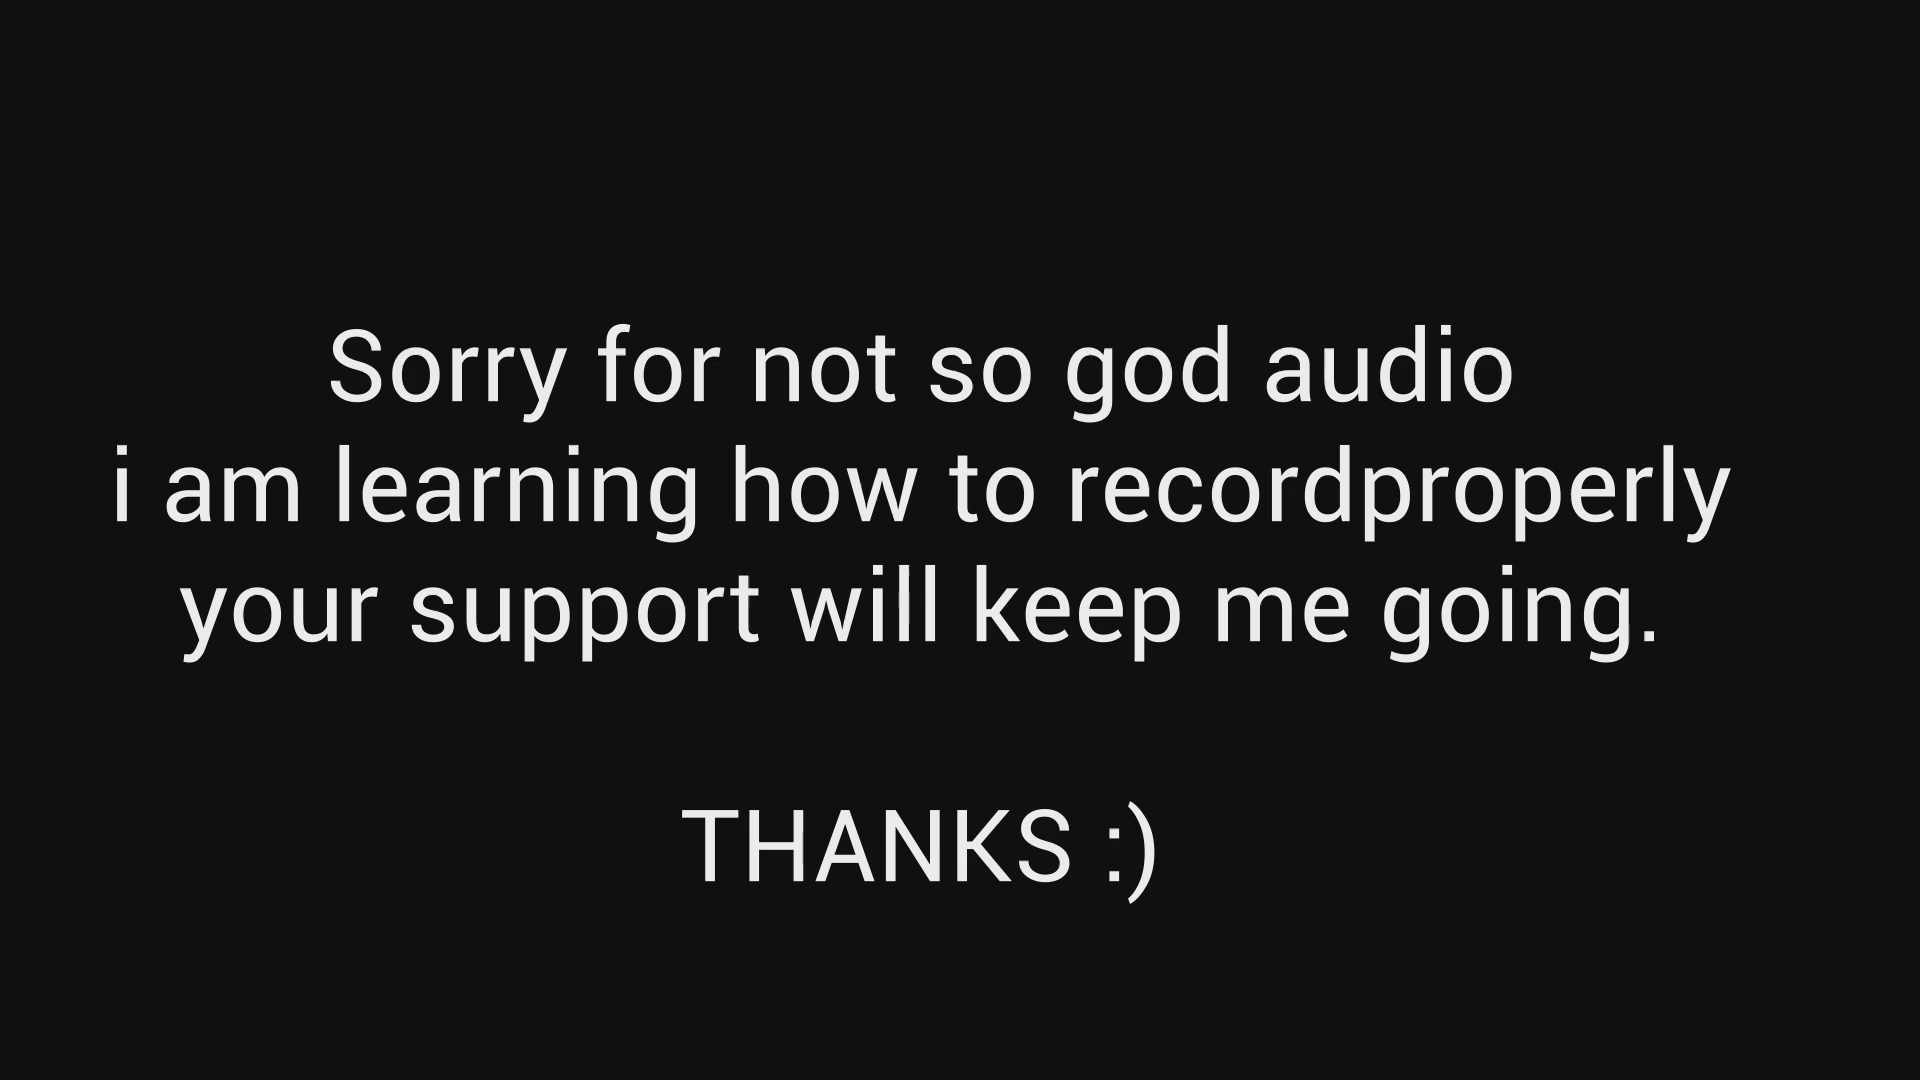 Sorry for not so god audio
i am learning how to recordproperly
your support will keep me going.
THANKS :)